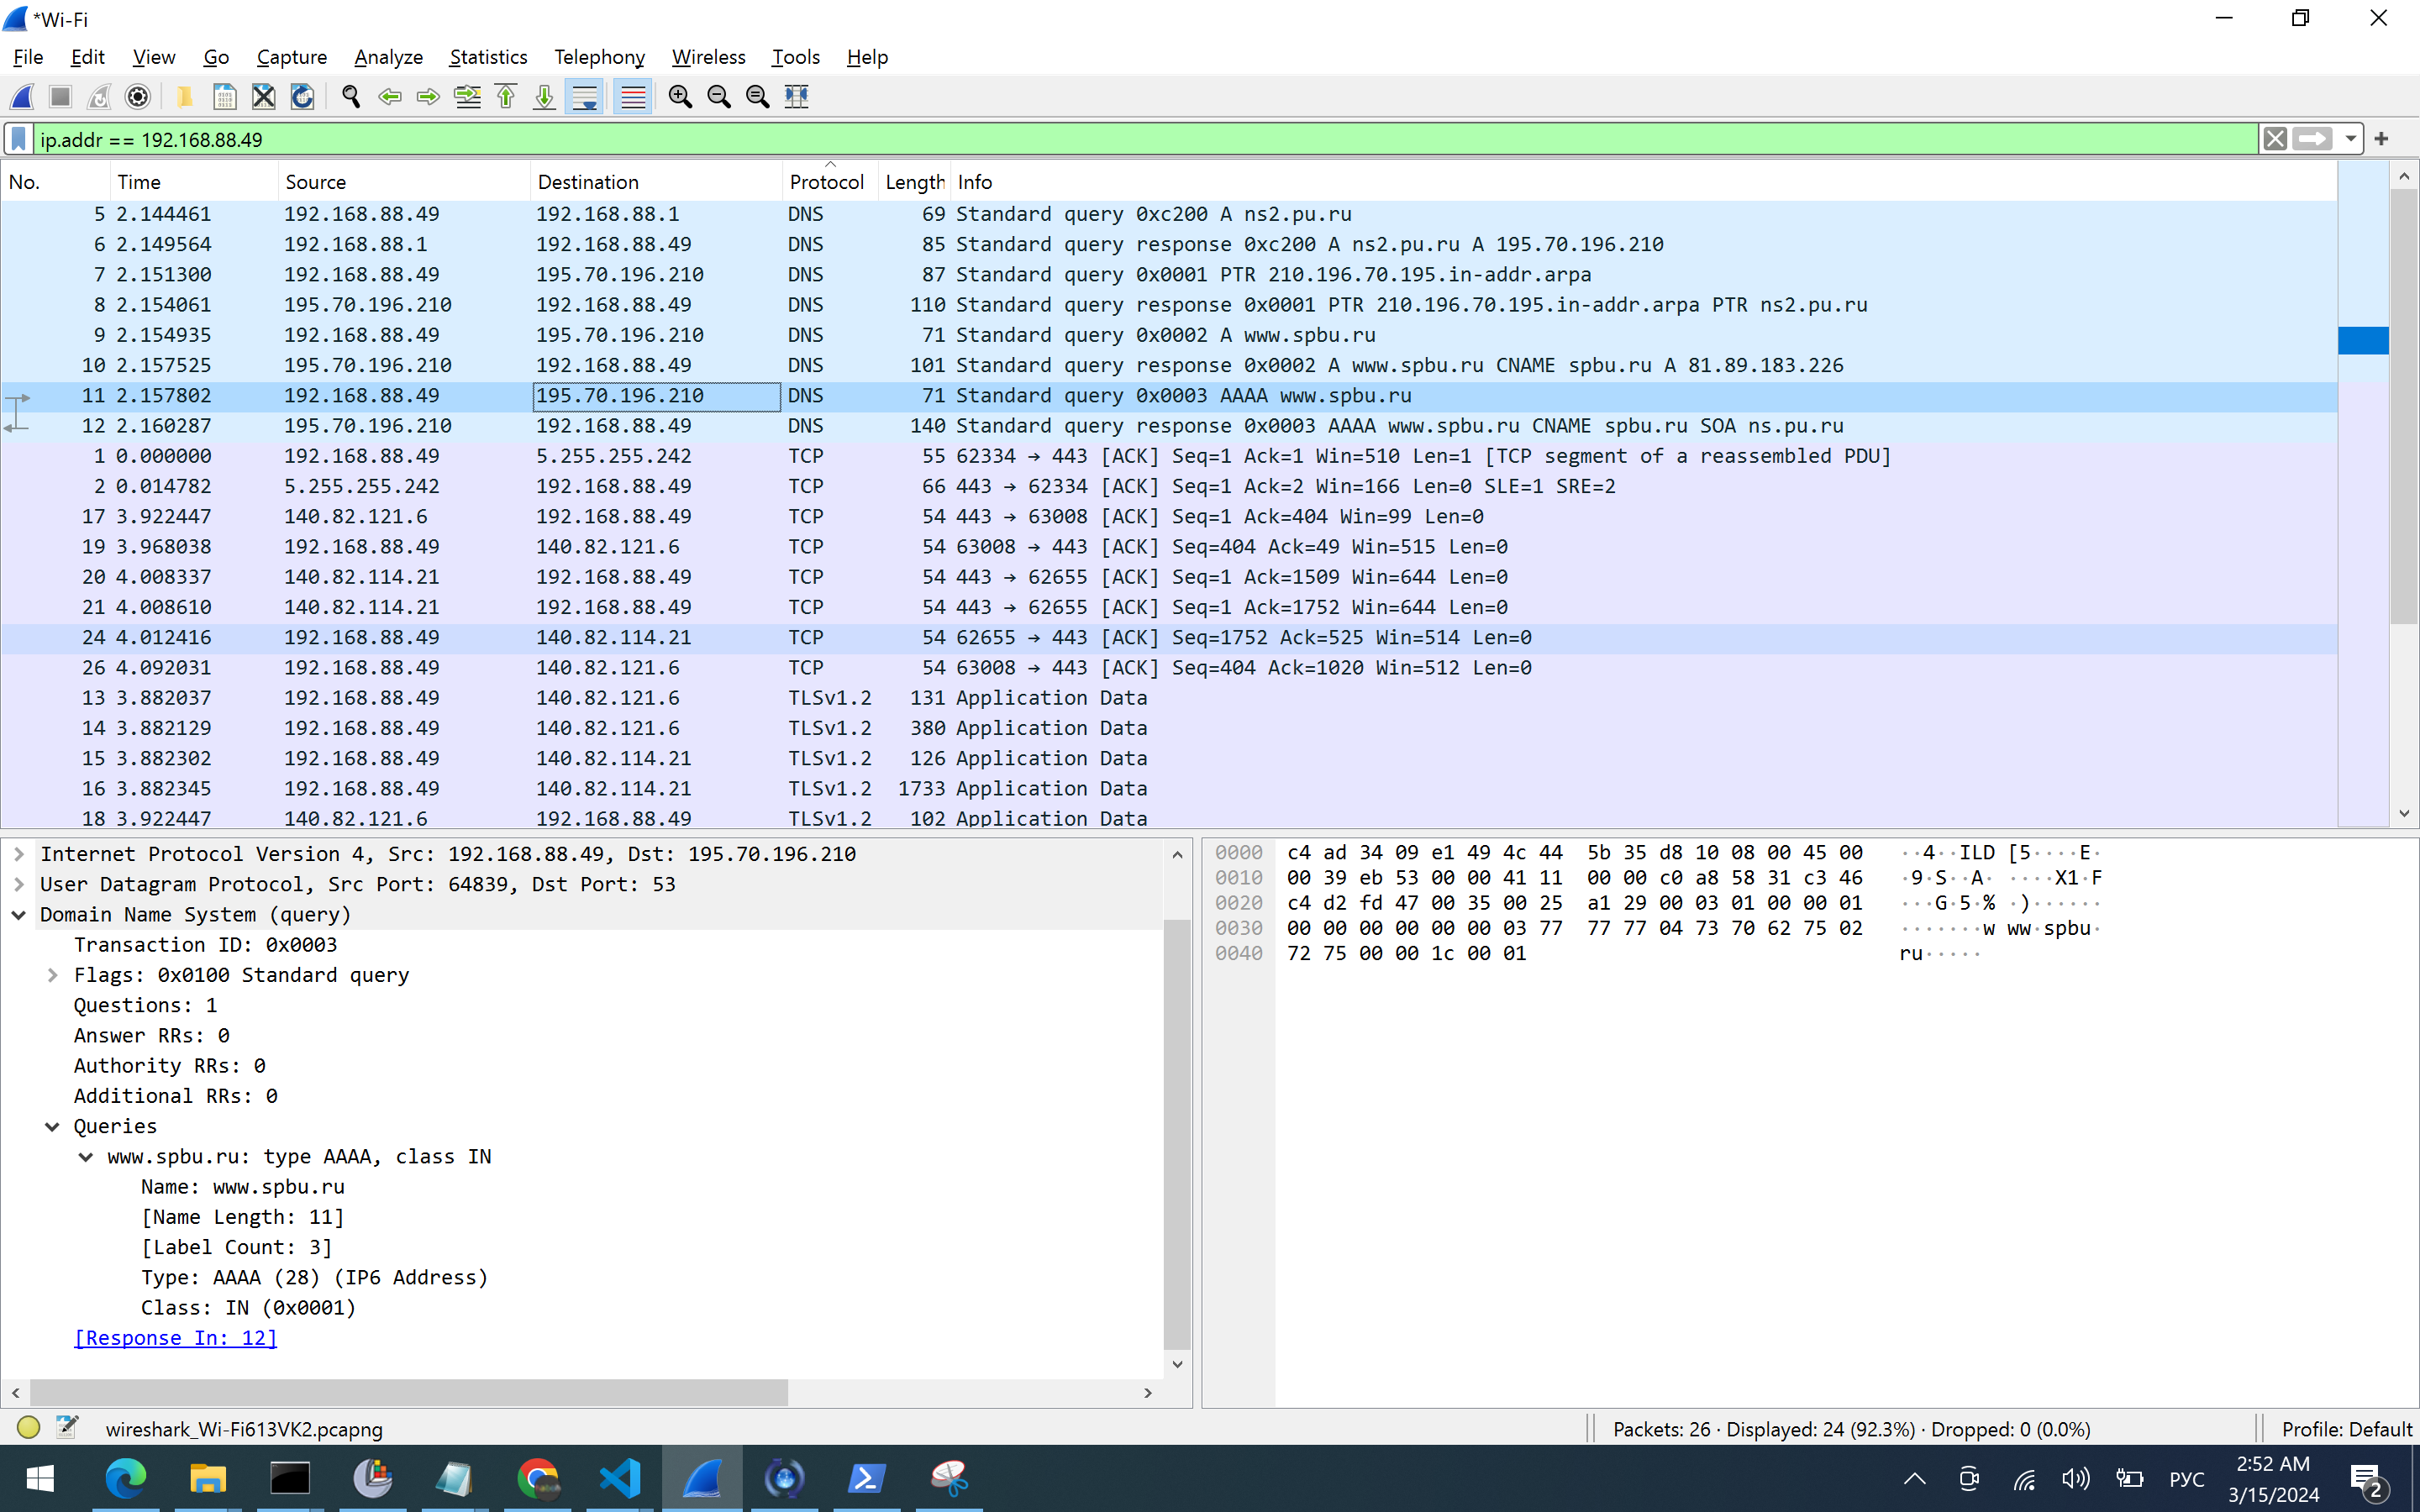 *Wi-Fi
File Edit View Go Capture Analyze Statistics Telephony Wireless Tools Help
ip.addr == 192.168.88.49
No. Time Source Destination Protocol Length Info
5 2.144461 192.168.88.49 192.168.88.1 DNS 69 Standard query 0xc200 A ns2.pu.ru
6 2.149564 192.168.88.1 192.168.88.49 DNS 85 Standard query response 0xc200 A ns2.pu.ru A 195.70.196.210
7 2.151300 192.168.88.49 195.70.196.210 DNS 87 Standard query 0x0001 PTR 210.196.70.195.in-addr.arpa
8 2.154061 195.70.196.210 192.168.88.49 DNS 110 Standard query response 0x0001 PTR 210.196.70.195.in-addr.arpa PTR ns2.pu.ru
9 2.154935 192.168.88.49 195.70.196.210 DNS 71 Standard query 0x0002 A www.spbu.ru
10 2.157525 195.70.196.210 192.168.88.49 DNS 101 Standard query response 0x0002 A www.spbu.ru CNAME spbu.ru A 81.89.183.226
11 2.157802 192.168.88.49 195.70.196.210 DNS 71 Standard query 0x0003 AAAA www.spbu.ru
12 2.160287 195.70.196.210 192.168.88.49 DNS 140 Standard query response 0x0003 AAAA www.spbu.ru CNAME spbu.ru SOA ns.pu.ru
1 0.000000 192.168.88.49 5.255.255.242 TCP 55 62334 → 443 [ACK] Seq=1 Ack=1 Win=510 Len=1 [TCP segment of a reassembled PDU]
2 0.014782 5.255.255.242 192.168.88.49 TCP 66 443 → 62334 [ACK] Seq=1 Ack=2 Win=166 Len=0 SLE=1 SRE=2
17 3.922447 140.82.121.6 192.168.88.49 TCP 54 443 → 63008 [ACK] Seq=1 Ack=404 Win=99 Len=0
19 3.968038 192.168.88.49 140.82.121.6 TCP 54 63008 → 443 [ACK] Seq=404 Ack=49 Win=515 Len=0
20 4.008337 140.82.114.21 192.168.88.49 TCP 54 443 → 62655 [ACK] Seq=1 Ack=1509 Win=644 Len=0
21 4.008610 140.82.114.21 192.168.88.49 TCP 54 443 → 62655 [ACK] Seq=1 Ack=1752 Win=644 Len=0
24 4.012416 192.168.88.49 140.82.114.21 TCP 54 62655 → 443 [ACK] Seq=1752 Ack=525 Win=514 Len=0
26 4.092031 192.168.88.49 140.82.121.6 TCP 54 63008 → 443 [ACK] Seq=404 Ack=1020 Win=512 Len=0
13 3.882037 192.168.88.49 140.82.121.6 TLSv1.2 131 Application Data
14 3.882129 192.168.88.49 140.82.121.6 TLSv1.2 380 Application Data
15 3.882302 192.168.88.49 140.82.114.21 TLSv1.2 126 Application Data
16 3.882345 192.168.88.49 140.82.114.21 TLSv1.2 1733 Application Data
18 3.922447 140.82.121.6 192.168.88.49 TLSv1.2 102 Application Data
Internet Protocol Version 4, Src: 192.168.88.49, Dst: 195.70.196.210
User Datagram Protocol, Src Port: 64839, Dst Port: 53
Domain Name System (query)
Transaction ID: 0x0003
Flags: 0x0100 Standard query
Questions: 1
Answer RRs: 0
Authority RRs: 0
Additional RRs: 0
Queries
www.spbu.ru: type AAAA, class IN
Name: www.spbu.ru
[Name Length: 11]
[Label Count: 3]
Type: AAAA (28) (IP6 Address)
Class: IN (0x0001)
[Response In: 12]
0000 c4 ad 34 09 e1 49 4c 44 5b 35 d8 10 08 00 45 00 ··4··ILD [5····E·
0010 00 39 eb 53 00 00 41 11 00 00 c0 a8 58 31 c3 46 ·9·S··A· ····X1·F
0020 c4 d2 fd 47 00 35 00 25 a1 29 00 03 01 00 00 01 ···G·5·% ·)······
0030 00 00 00 00 00 00 03 77 77 77 04 73 70 62 75 02 ·······w ww·spbu·
0040 72 75 00 00 1c 00 01 ru·····
wireshark_Wi-Fi613VK2.pcapng
Packets: 26 · Displayed: 24 (92.3%) · Dropped: 0 (0.0%)
Profile: Default
РУС
2:52 AM
3/15/2024
2